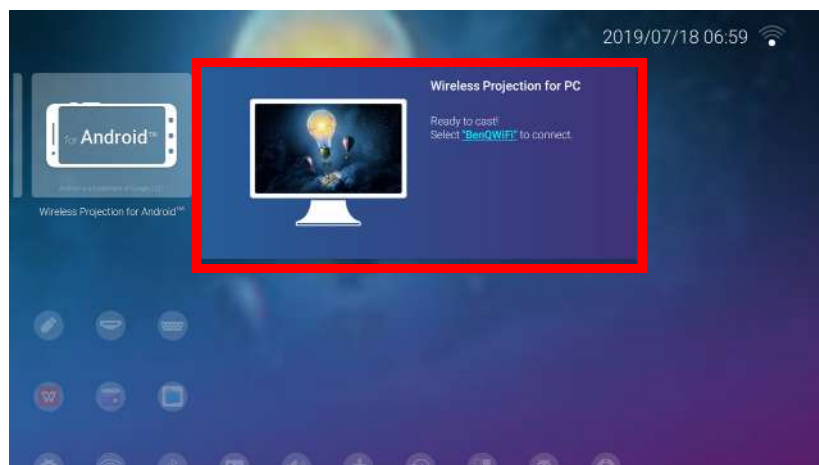 2019/07/18 06:59
for Android™
Wireless Projection for Android™
Wireless Projection for PC
Ready to cast!
Select "BenQWiFi" to connect.
W